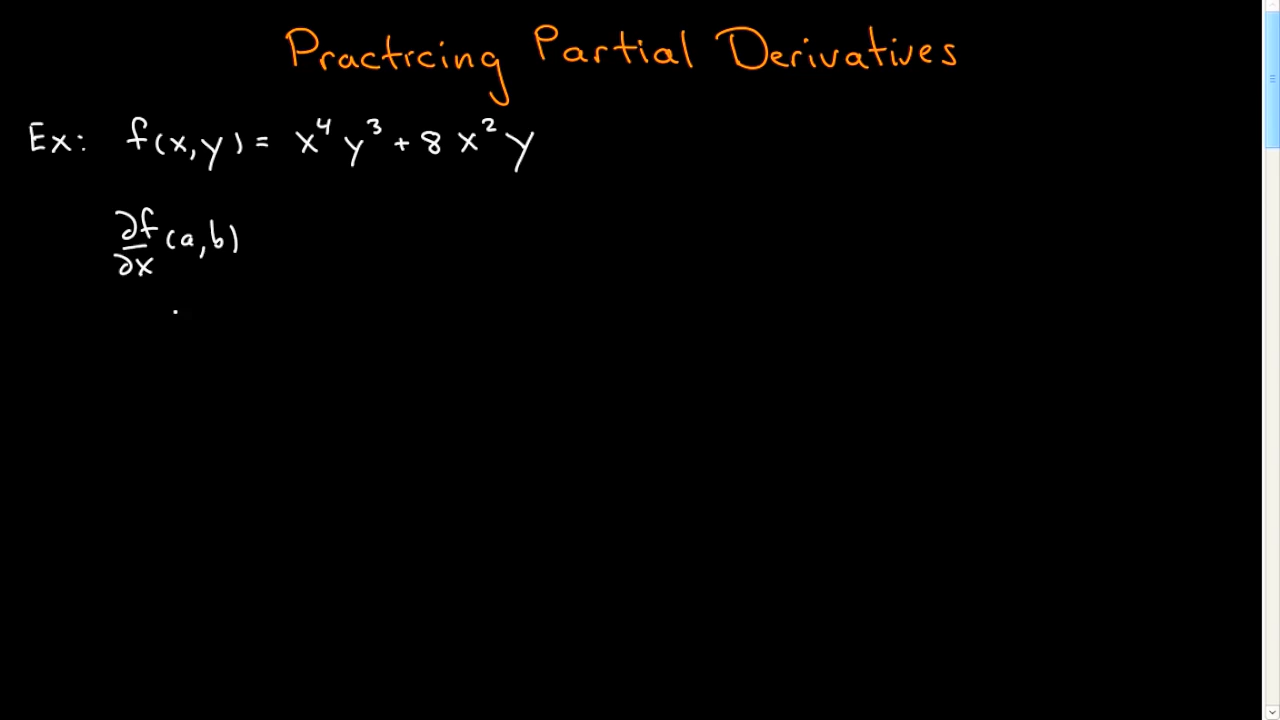 Practicing Partial Derivatives
Ex: f(x,y) = x⁴y³ + 8x²y
∂f/∂x (a,b)